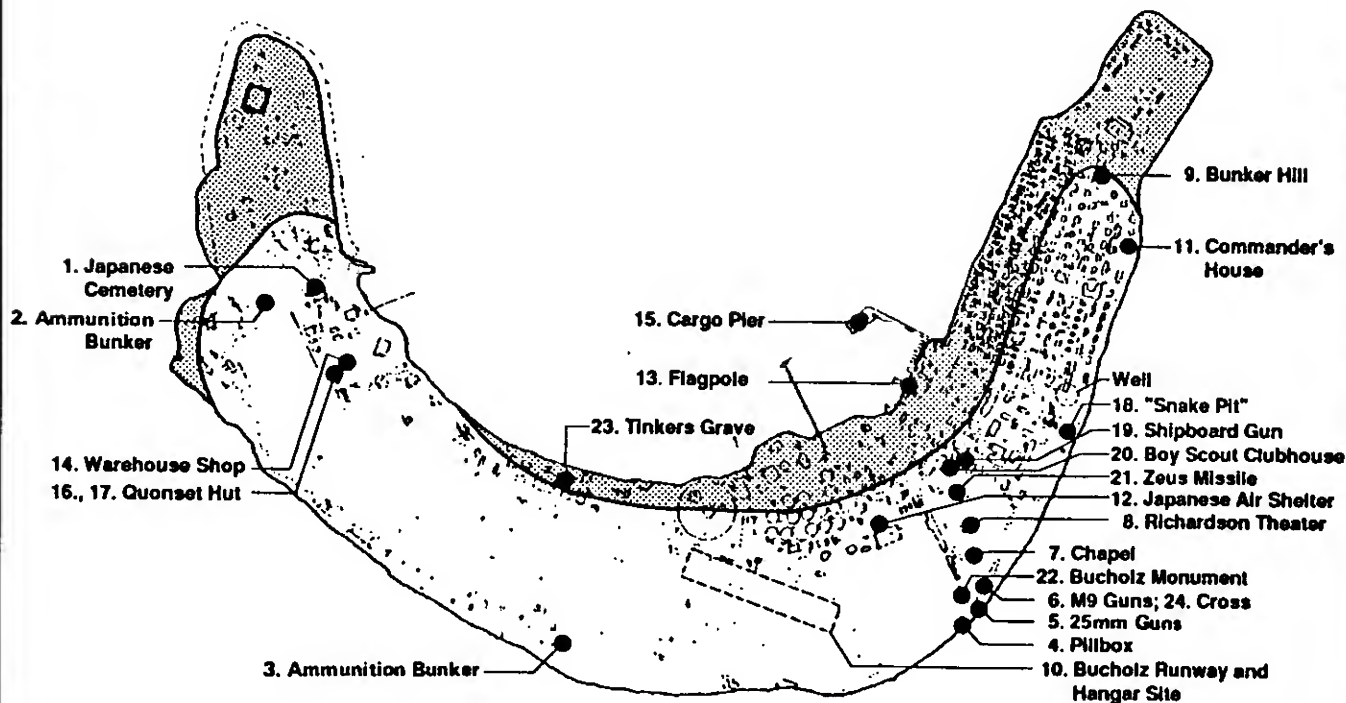 1. Japanese
Cemetery
2. Ammunition
Bunker
14. Warehouse Shop
16., 17. Quonset Hut
3. Ammunition Bunker
23. Tinkers Grave
15. Cargo Pier
13. Flagpole
9. Bunker Hill
11. Commander's
House
Well
18. "Snake Pit"
19. Shipboard Gun
20. Boy Scout Clubhouse
21. Zeus Missile
12. Japanese Air Shelter
8. Richardson Theater
7. Chapel
22. Bucholz Monument
6. M9 Guns; 24. Cross
5. 25mm Guns
4. Pillbox
10. Bucholz Runway and
Hangar Site